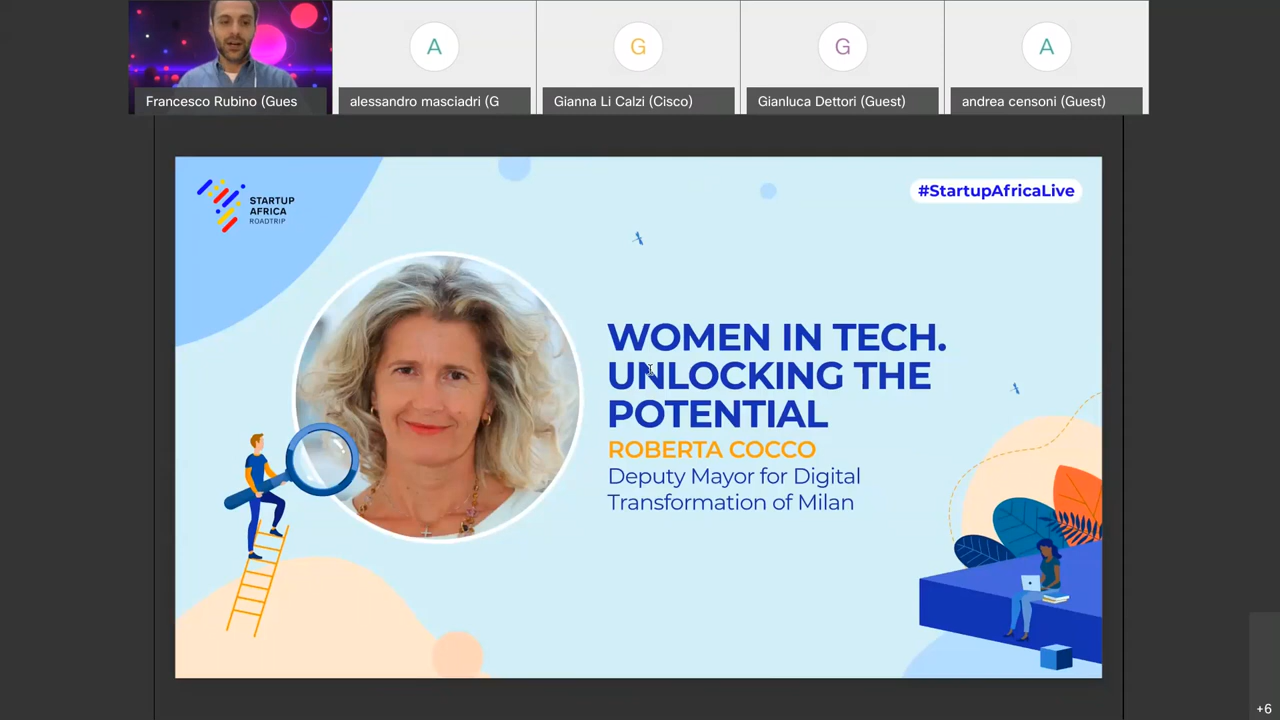 A
G
G
A
Francesco Rubino (Gues
alessandro masciadri (G
Gianna Li Calzi (Cisco)
Gianluca Dettori (Guest)
andrea censoni (Guest)
STARTUP
AFRICA
ROADTRIP
#StartupAfricaLive
WOMEN IN TECH.
UNLOCKING THE
POTENTIAL
ROBERTA COCCO
Deputy Mayor for Digital
Transformation of Milan
+6